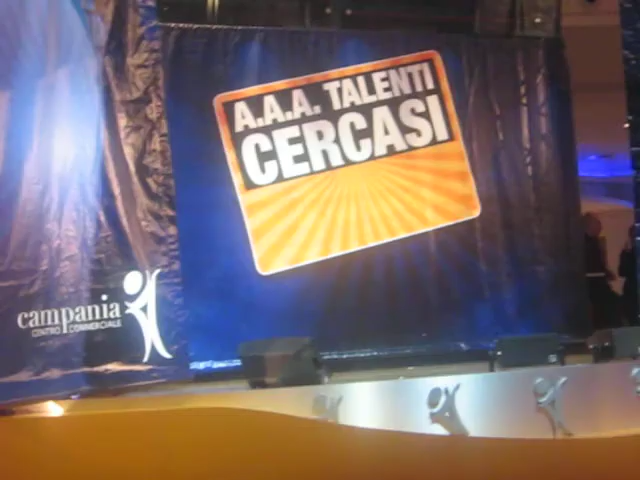 A.A.A. TALENTI
CERCASI
campania
CENTRO COMMERCIALE